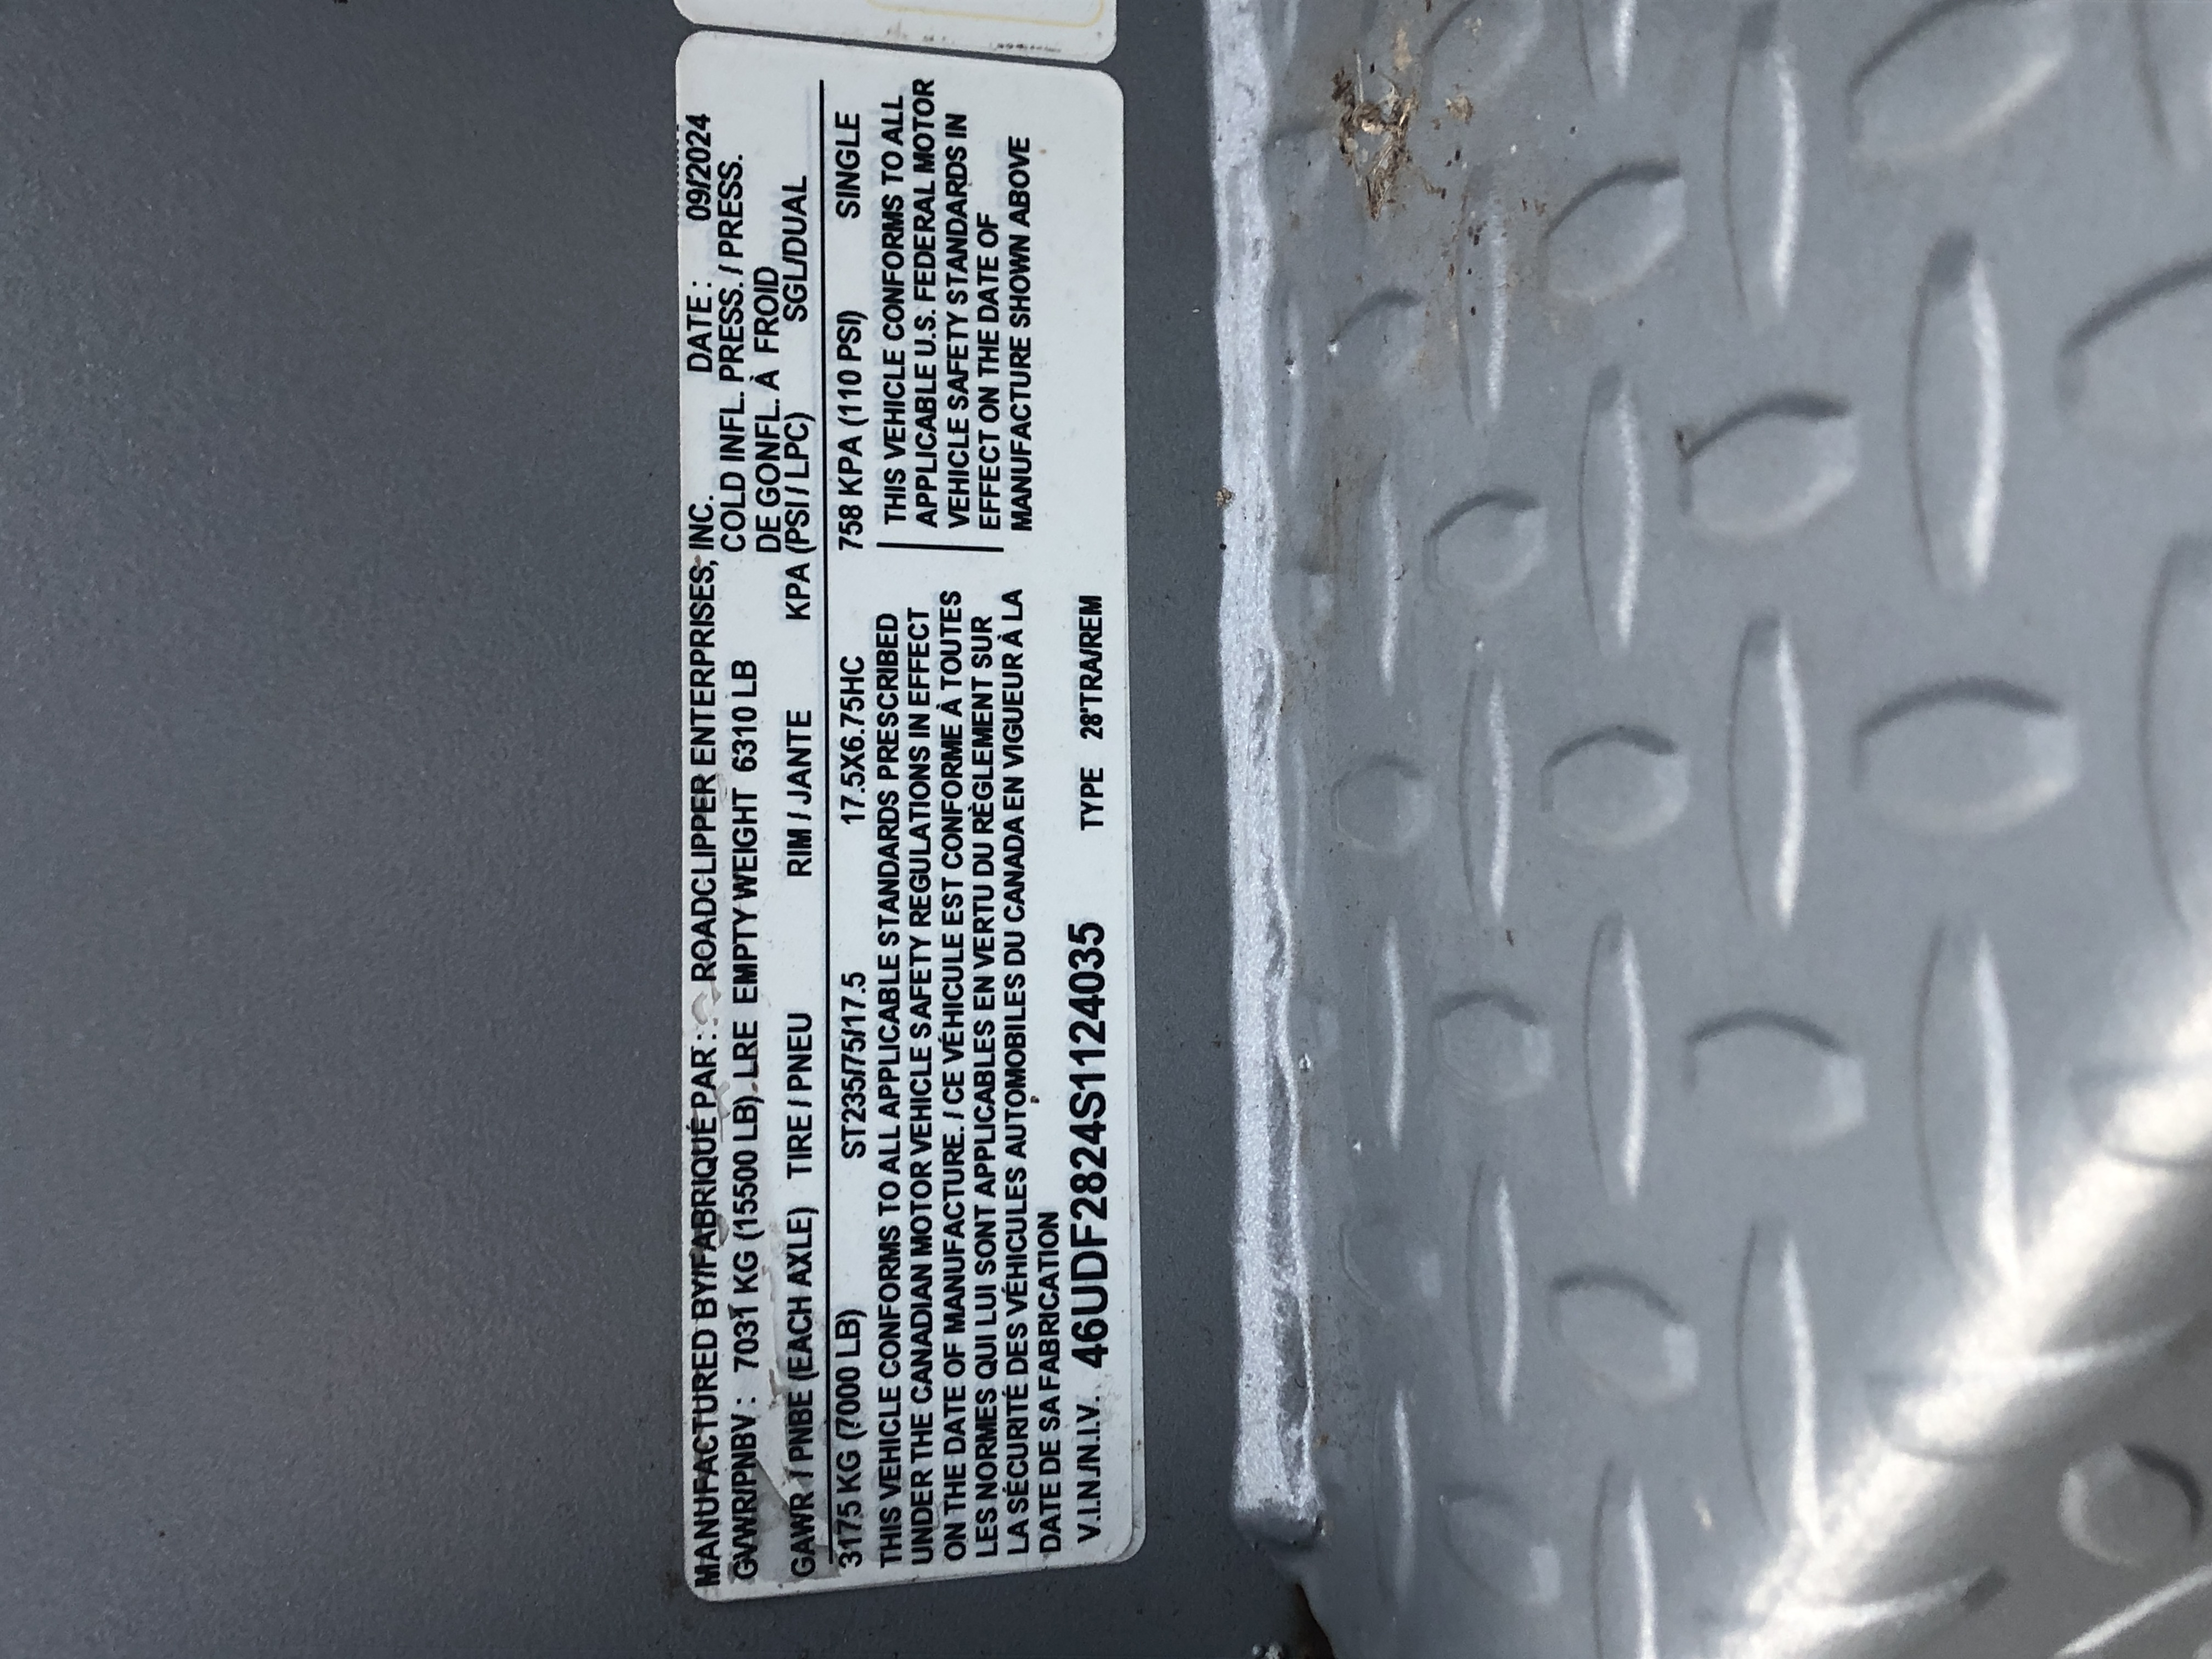 MANUFACTURED BY/FABRIQUÉ PAR : ROADCLIPPER ENTERPRISES, INC. DATE : 09/2024
GVWR/PNBV : 7031 KG (15500 LB) LRE EMPTY WEIGHT 6310 LB COLD INFL. PRESS. / PRESS.
DE GONFL. À FROID
GAWR / PNBE (EACH AXLE) TIRE / PNEU RIM / JANTE KPA (PSI / LPC) SGL/DUAL
3175 KG (7000 LB) ST235/75/17.5 17.5X6.75HC 758 KPA (110 PSI) SINGLE
THIS VEHICLE CONFORMS TO ALL APPLICABLE STANDARDS PRESCRIBED
UNDER THE CANADIAN MOTOR VEHICLE SAFETY REGULATIONS IN EFFECT
ON THE DATE OF MANUFACTURE. / CE VÉHICULE EST CONFORME À TOUTES
LES NORMES QUI LUI SONT APPLICABLES EN VERTU DU RÈGLEMENT SUR
LA SÉCURITÉ DES VÉHICULES AUTOMOBILES DU CANADA EN VIGUEUR À LA
DATE DE SA FABRICATION
THIS VEHICLE CONFORMS TO ALL
APPLICABLE U.S. FEDERAL MOTOR
VEHICLE SAFETY STANDARDS IN
EFFECT ON THE DATE OF
MANUFACTURE SHOWN ABOVE
V.I.N./N.I.V. 46UDF2824S1124035 TYPE 28'TRA/REM